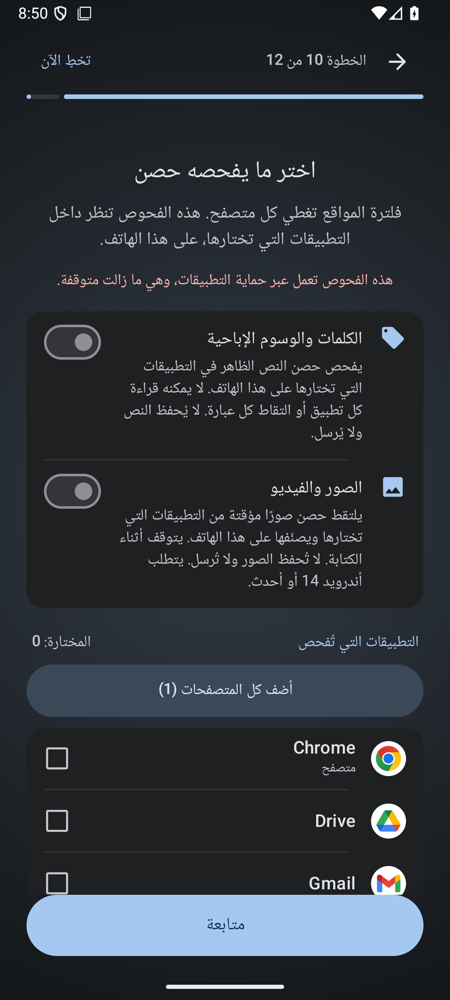 8:50
الخطوة 10 من 12
تخطِ الآن
اختر ما يفحصه حصن
فلترة المواقع تغطي كل متصفح. هذه الفحوص تنظر داخل
التطبيقات التي تختارها، على هذا الهاتف.
هذه الفحوص تعمل عبر حماية التطبيقات، وهي ما زالت متوقفة.
الكلمات والوسوم الإباحية
يفحص حصن النص الظاهر في التطبيقات
التي تختارها على هذا الهاتف. لا يمكنه قراءة
كل تطبيق أو التقاط كل عبارة. لا يُحفظ النص
ولا يُرسل.
الصور والفيديو
يلتقط حصن صورًا مؤقتة من التطبيقات التي
تختارها ويصنّفها على هذا الهاتف. يتوقف أثناء
الكتابة. لا تُحفظ الصور ولا تُرسل. يتطلب
أندرويد 14 أو أحدث.
التطبيقات التي تُفحص
المختارة: 0
أضف كل المتصفحات (1)
Chrome
متصفح
Drive
Gmail
متابعة